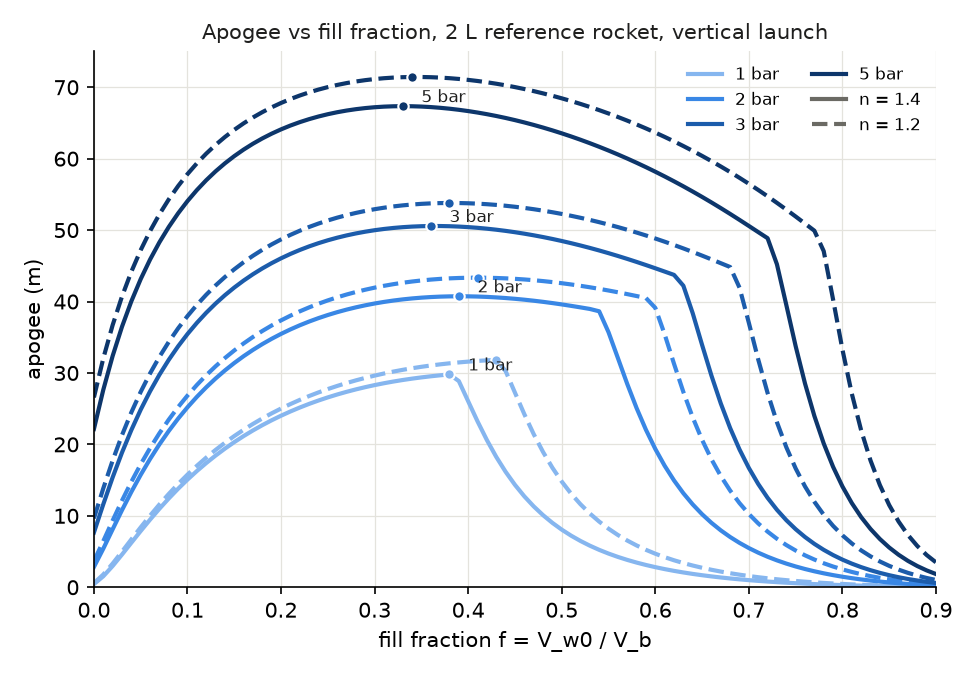 Apogee vs fill fraction, 2 L reference rocket, vertical launch
apogee (m)
70
60
50
40
30
20
10
0
5 bar
3 bar
2 bar
1 bar
1 bar
2 bar
3 bar
5 bar
n = 1.4
n = 1.2
0.0 0.1 0.2 0.3 0.4 0.5 0.6 0.7 0.8 0.9
fill fraction f = V_w0 / V_b